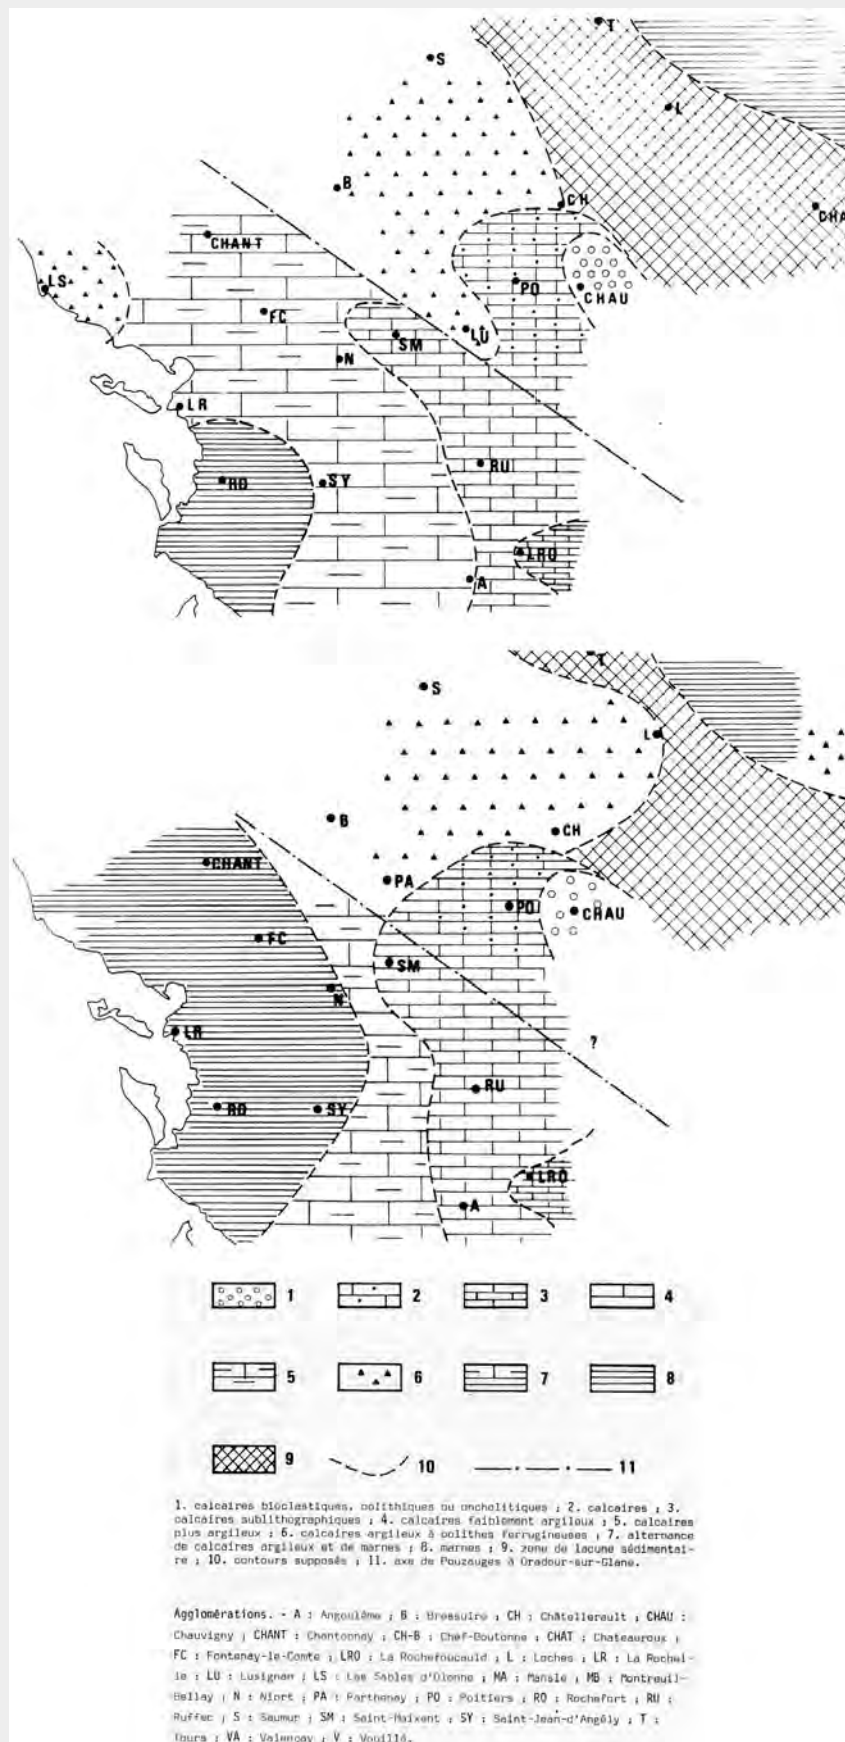 T
S
L
B
CH
CHA
CHANT
LS
PO
CHAU
FC
LU
SM
N
LR
RU
RO
SY
LRO
A
T
S
L
B
CH
CHANT
PA
PO
CHAU
FC
SM
N
LR
?
RU
RO
SY
LRO
A
1 2 3 4
5 6 7 8
9 10 11
1. calcaires bioclastiques, oolithiques ou oncholitiques ; 2. calcaires ; 3.
calcaires sublithographiques ; 4. calcaires faiblement argileux ; 5. calcaires
plus argileux ; 6. calcaires argileux à oolithes ferrugineuses ; 7. alternance
de calcaires argileux et de marnes ; 8. marnes ; 9. zone de lacune sédimentai-
re ; 10. contours supposés ; 11. axe de Pouzauges à Oradour-sur-Glane.
Agglomérations. - A : Angoulême ; B : Bressuire ; CH : Châtellerault ; CHAU :
Chauvigny ; CHANT : Chantonnay ; CH-B : Chef-Boutonne ; CHAT : Chateauroux ;
FC : Fontenay-le-Comte ; LRO : La Rochefoucauld ; L : Loches ; LR : La Rochel-
le ; LU : Lusignan ; LS : Les Sables d'Olonne ; MA : Mansle ; MB : Montreuil-
Bellay ; N : Niort ; PA : Parthenay ; PO : Poitiers ; RO : Rochefort ; RU :
Ruffec ; S : Saumur ; SM : Saint-Maixent ; SY : Saint-Jean-d'Angély ; T :
Tours ; VA : Valençay ; V : Vouillé.